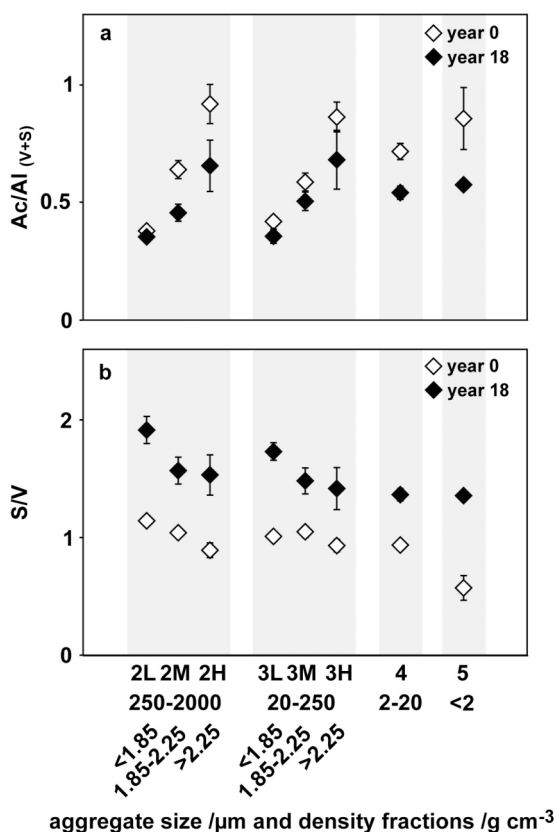 a
year 0
year 18
1
0.5
0
Ac/Al (V+S)
b
year 0
year 18
2
1
0
S/V
2L 2M 2H 3L 3M 3H 4 5
250-2000 20-250 2-20 <2
<1.85 1.85-2.25 >2.25 <1.85 1.85-2.25 >2.25
aggregate size /µm and density fractions /g cm-3